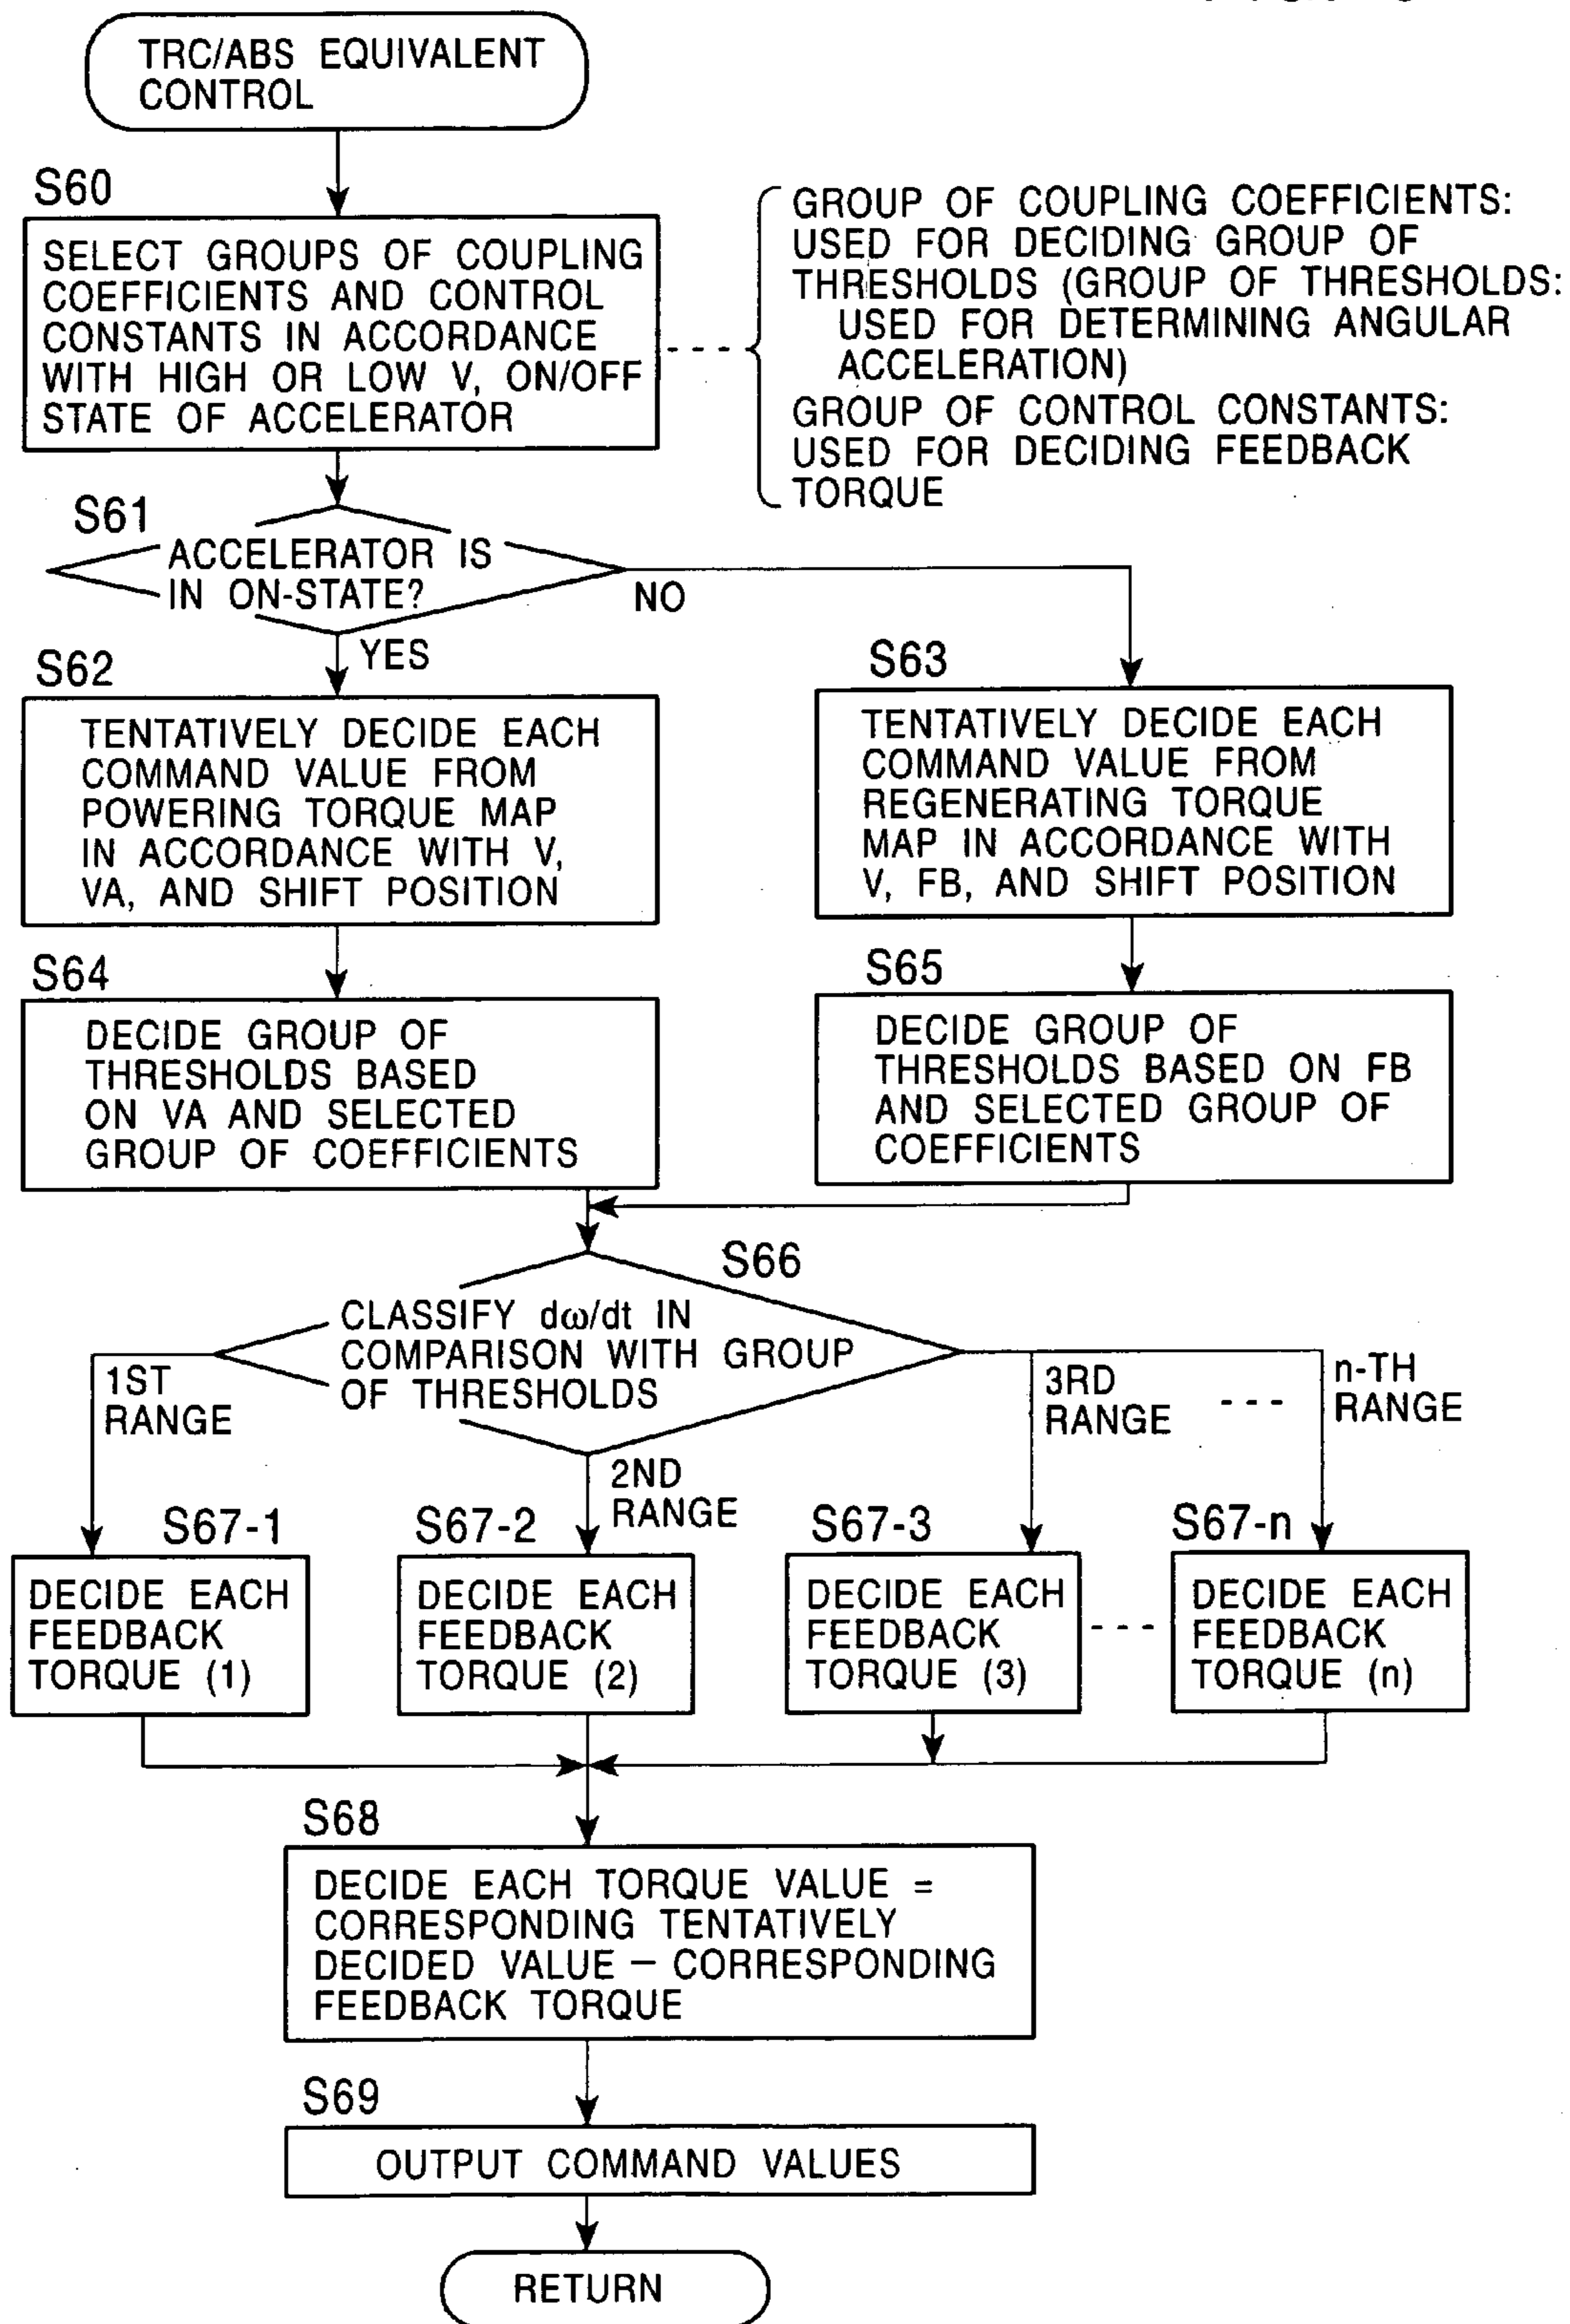 TRC/ABS EQUIVALENT
CONTROL
S60
SELECT GROUPS OF COUPLING
COEFFICIENTS AND CONTROL
CONSTANTS IN ACCORDANCE
WITH HIGH OR LOW V, ON/OFF
STATE OF ACCELERATOR
GROUP OF COUPLING COEFFICIENTS:
USED FOR DECIDING GROUP OF
THRESHOLDS (GROUP OF THRESHOLDS:
USED FOR DETERMINING ANGULAR
ACCELERATION)
GROUP OF CONTROL CONSTANTS:
USED FOR DECIDING FEEDBACK
TORQUE
S61
ACCELERATOR IS
IN ON-STATE?
NO
YES
S62
TENTATIVELY DECIDE EACH
COMMAND VALUE FROM
POWERING TORQUE MAP
IN ACCORDANCE WITH V,
VA, AND SHIFT POSITION
S63
TENTATIVELY DECIDE EACH
COMMAND VALUE FROM
REGENERATING TORQUE
MAP IN ACCORDANCE WITH
V, FB, AND SHIFT POSITION
S64
DECIDE GROUP OF
THRESHOLDS BASED
ON VA AND SELECTED
GROUP OF COEFFICIENTS
S65
DECIDE GROUP OF
THRESHOLDS BASED ON FB
AND SELECTED GROUP OF
COEFFICIENTS
S66
CLASSIFY dω/dt IN
COMPARISON WITH GROUP
OF THRESHOLDS
1ST
RANGE
2ND
RANGE
3RD
RANGE
---
n-TH
RANGE
S67-1
DECIDE EACH
FEEDBACK
TORQUE (1)
S67-2
DECIDE EACH
FEEDBACK
TORQUE (2)
S67-3
DECIDE EACH
FEEDBACK
TORQUE (3)
---
S67-n
DECIDE EACH
FEEDBACK
TORQUE (n)
S68
DECIDE EACH TORQUE VALUE =
CORRESPONDING TENTATIVELY
DECIDED VALUE — CORRESPONDING
FEEDBACK TORQUE
S69
OUTPUT COMMAND VALUES
RETURN